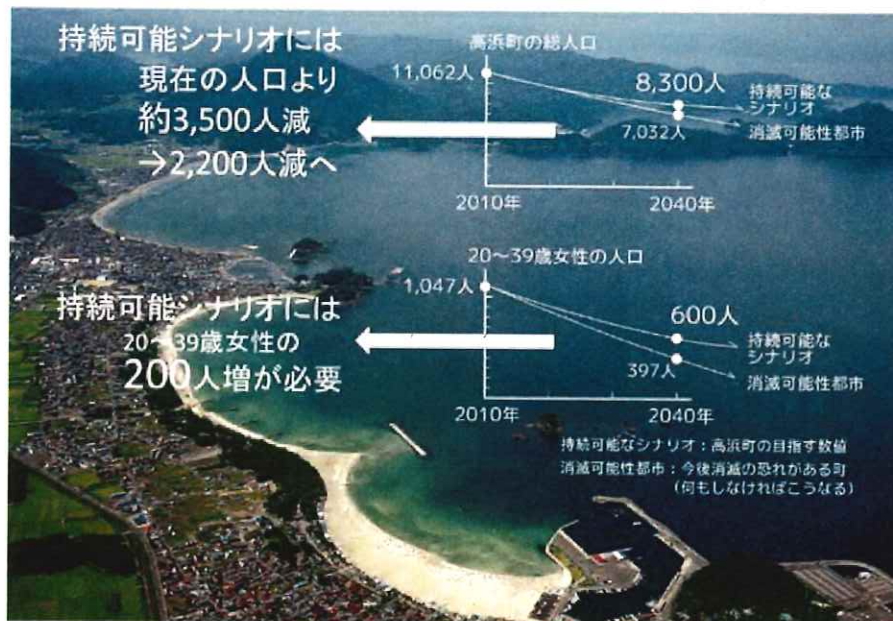 持続可能シナリオには
現在の人口より
約3,500人減
→2,200人減へ
高浜町の総人口
11,062人
8,300人
持続可能な
シナリオ
7,032人
消滅可能性都市
2010年
2040年
持続可能シナリオには
20～39歳女性の
200人増が必要
20～39歳女性の人口
1,047人
600人
持続可能な
シナリオ
397人
消滅可能性都市
2010年
2040年
持続可能なシナリオ：高浜町の目指す数値
消滅可能性都市：今後消滅の恐れがある町
（何もしなければこうなる）